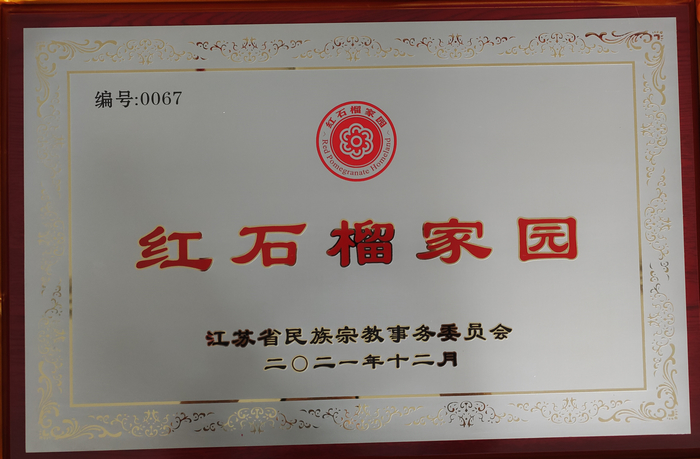 编号:0067
红石榴家园
Red Pomegranate Homeland
红石榴家园
江苏省民族宗教事务委员会
二〇二一年十二月